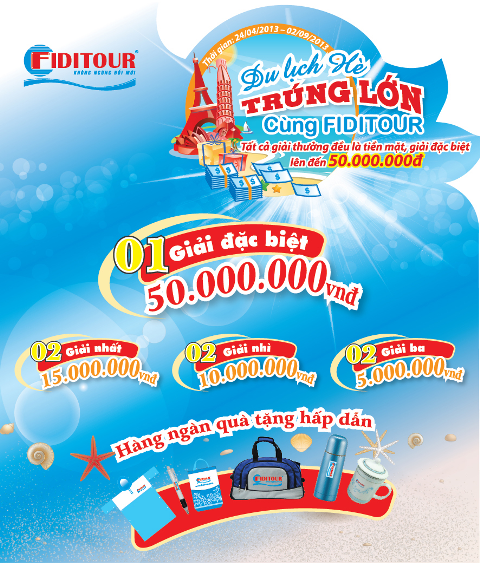 FIDITOUR
KHÔNG NGỪNG ĐỔI MỚI
Thời gian: 24/04/2013 – 02/09/2013
Du lịch Hè
TRÚNG LỚN
Cùng FIDITOUR
Tất cả giải thưởng đều là tiền mặt, giải đặc biệt
lên đến 50.000.000đ
01 Giải đặc biệt
50.000.000vnđ
02 Giải nhất
15.000.000vnđ
02 Giải nhì
10.000.000vnđ
02 Giải ba
5.000.000vnđ
Hàng ngàn quà tặng hấp dẫn
FIDITOUR